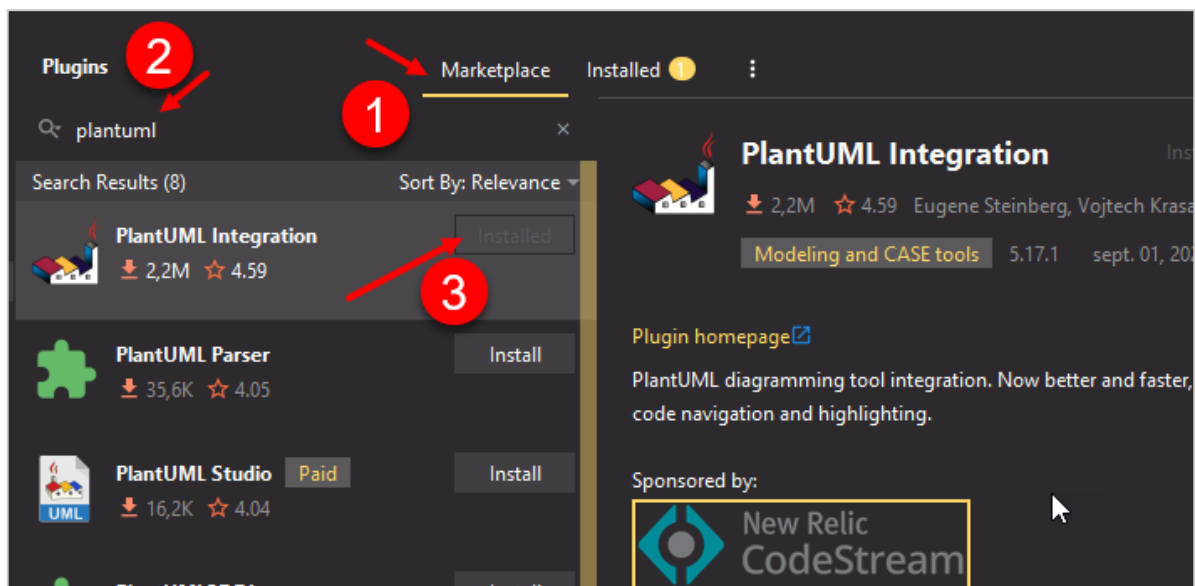 Plugins
2
Marketplace
Installed 1
1
plantuml
Search Results (8)
Sort By: Relevance
PlantUML Integration
Installed
2,2M 4.59
3
PlantUML Parser
Install
35,6K 4.05
PlantUML Studio Paid
Install
UML
16,2K 4.04
PlantUML Integration
2,2M 4.59 Eugene Steinberg, Vojtech Krasa
Modeling and CASE tools 5.17.1 sept. 01,
Plugin homepage
PlantUML diagramming tool integration. Now better and faster,
code navigation and highlighting.
Sponsored by:
New Relic
CodeStream